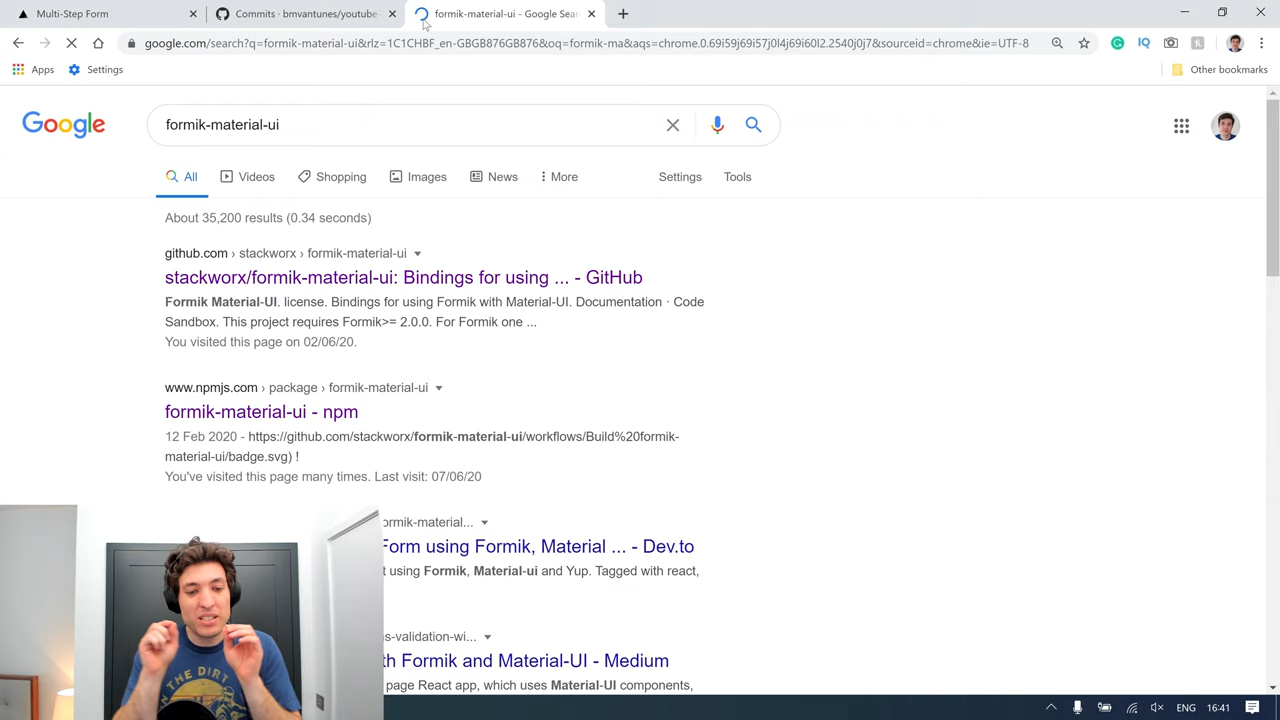 Multi-Step Form
Commits · bmvantunes/youtube-
formik-material-ui - Google Sear
google.com/search?q=formik-material-ui&rlz=1C1CHBF_en-GBGB876GB876&oq=formik-ma&aqs=chrome.0.69i59j69i57j0l4j69i60l2.2540j0j7&sourceid=chrome&ie=UTF-8
IQ
Apps
Settings
Other bookmarks
Google
formik-material-ui
All
Videos
Shopping
Images
News
More
Settings
Tools
About 35,200 results (0.34 seconds)
github.com › stackworx › formik-material-ui
stackworx/formik-material-ui: Bindings for using ... - GitHub
Formik Material-UI. license. Bindings for using Formik with Material-UI. Documentation · Code
Sandbox. This project requires Formik>= 2.0.0. For Formik one ...
You visited this page on 02/06/20.
www.npmjs.com › package › formik-material-ui
formik-material-ui - npm
12 Feb 2020 - https://github.com/stackworx/formik-material-ui/workflows/Build%20formik-
material-ui/badge.svg) !
You've visited this page many times. Last visit: 07/06/20
ormik-material...
Form using Formik, Material ... - Dev.to
t using Formik, Material-ui and Yup. Tagged with react,
s-validation-wi...
th Formik and Material-UI - Medium
page React app, which uses Material-UI components,
IN THE DIRT
ENG
16:41